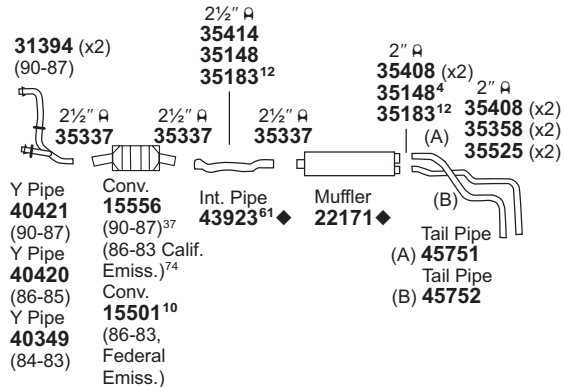 31394 (x2)
(90-87)
2½″
35337
2½″
35337
2½″
35414
35148
35183¹²
2½″
35337
2″
35408 (x2)
35148⁴
35183¹²
2″
35408 (x2)
35358 (x2)
35525 (x2)
(A)
(B)
Y Pipe
40421
(90-87)
Y Pipe
40420
(86-85)
Y Pipe
40349
(84-83)
Conv.
15556
(90-87)³⁷
(86-83 Calif.
Emiss.)⁷⁴
Conv.
15501¹⁰
(86-83,
Federal
Emiss.)
Int. Pipe
43923⁶¹◆
Muffler
22171◆
Tail Pipe
(A) 45751
Tail Pipe
(B) 45752